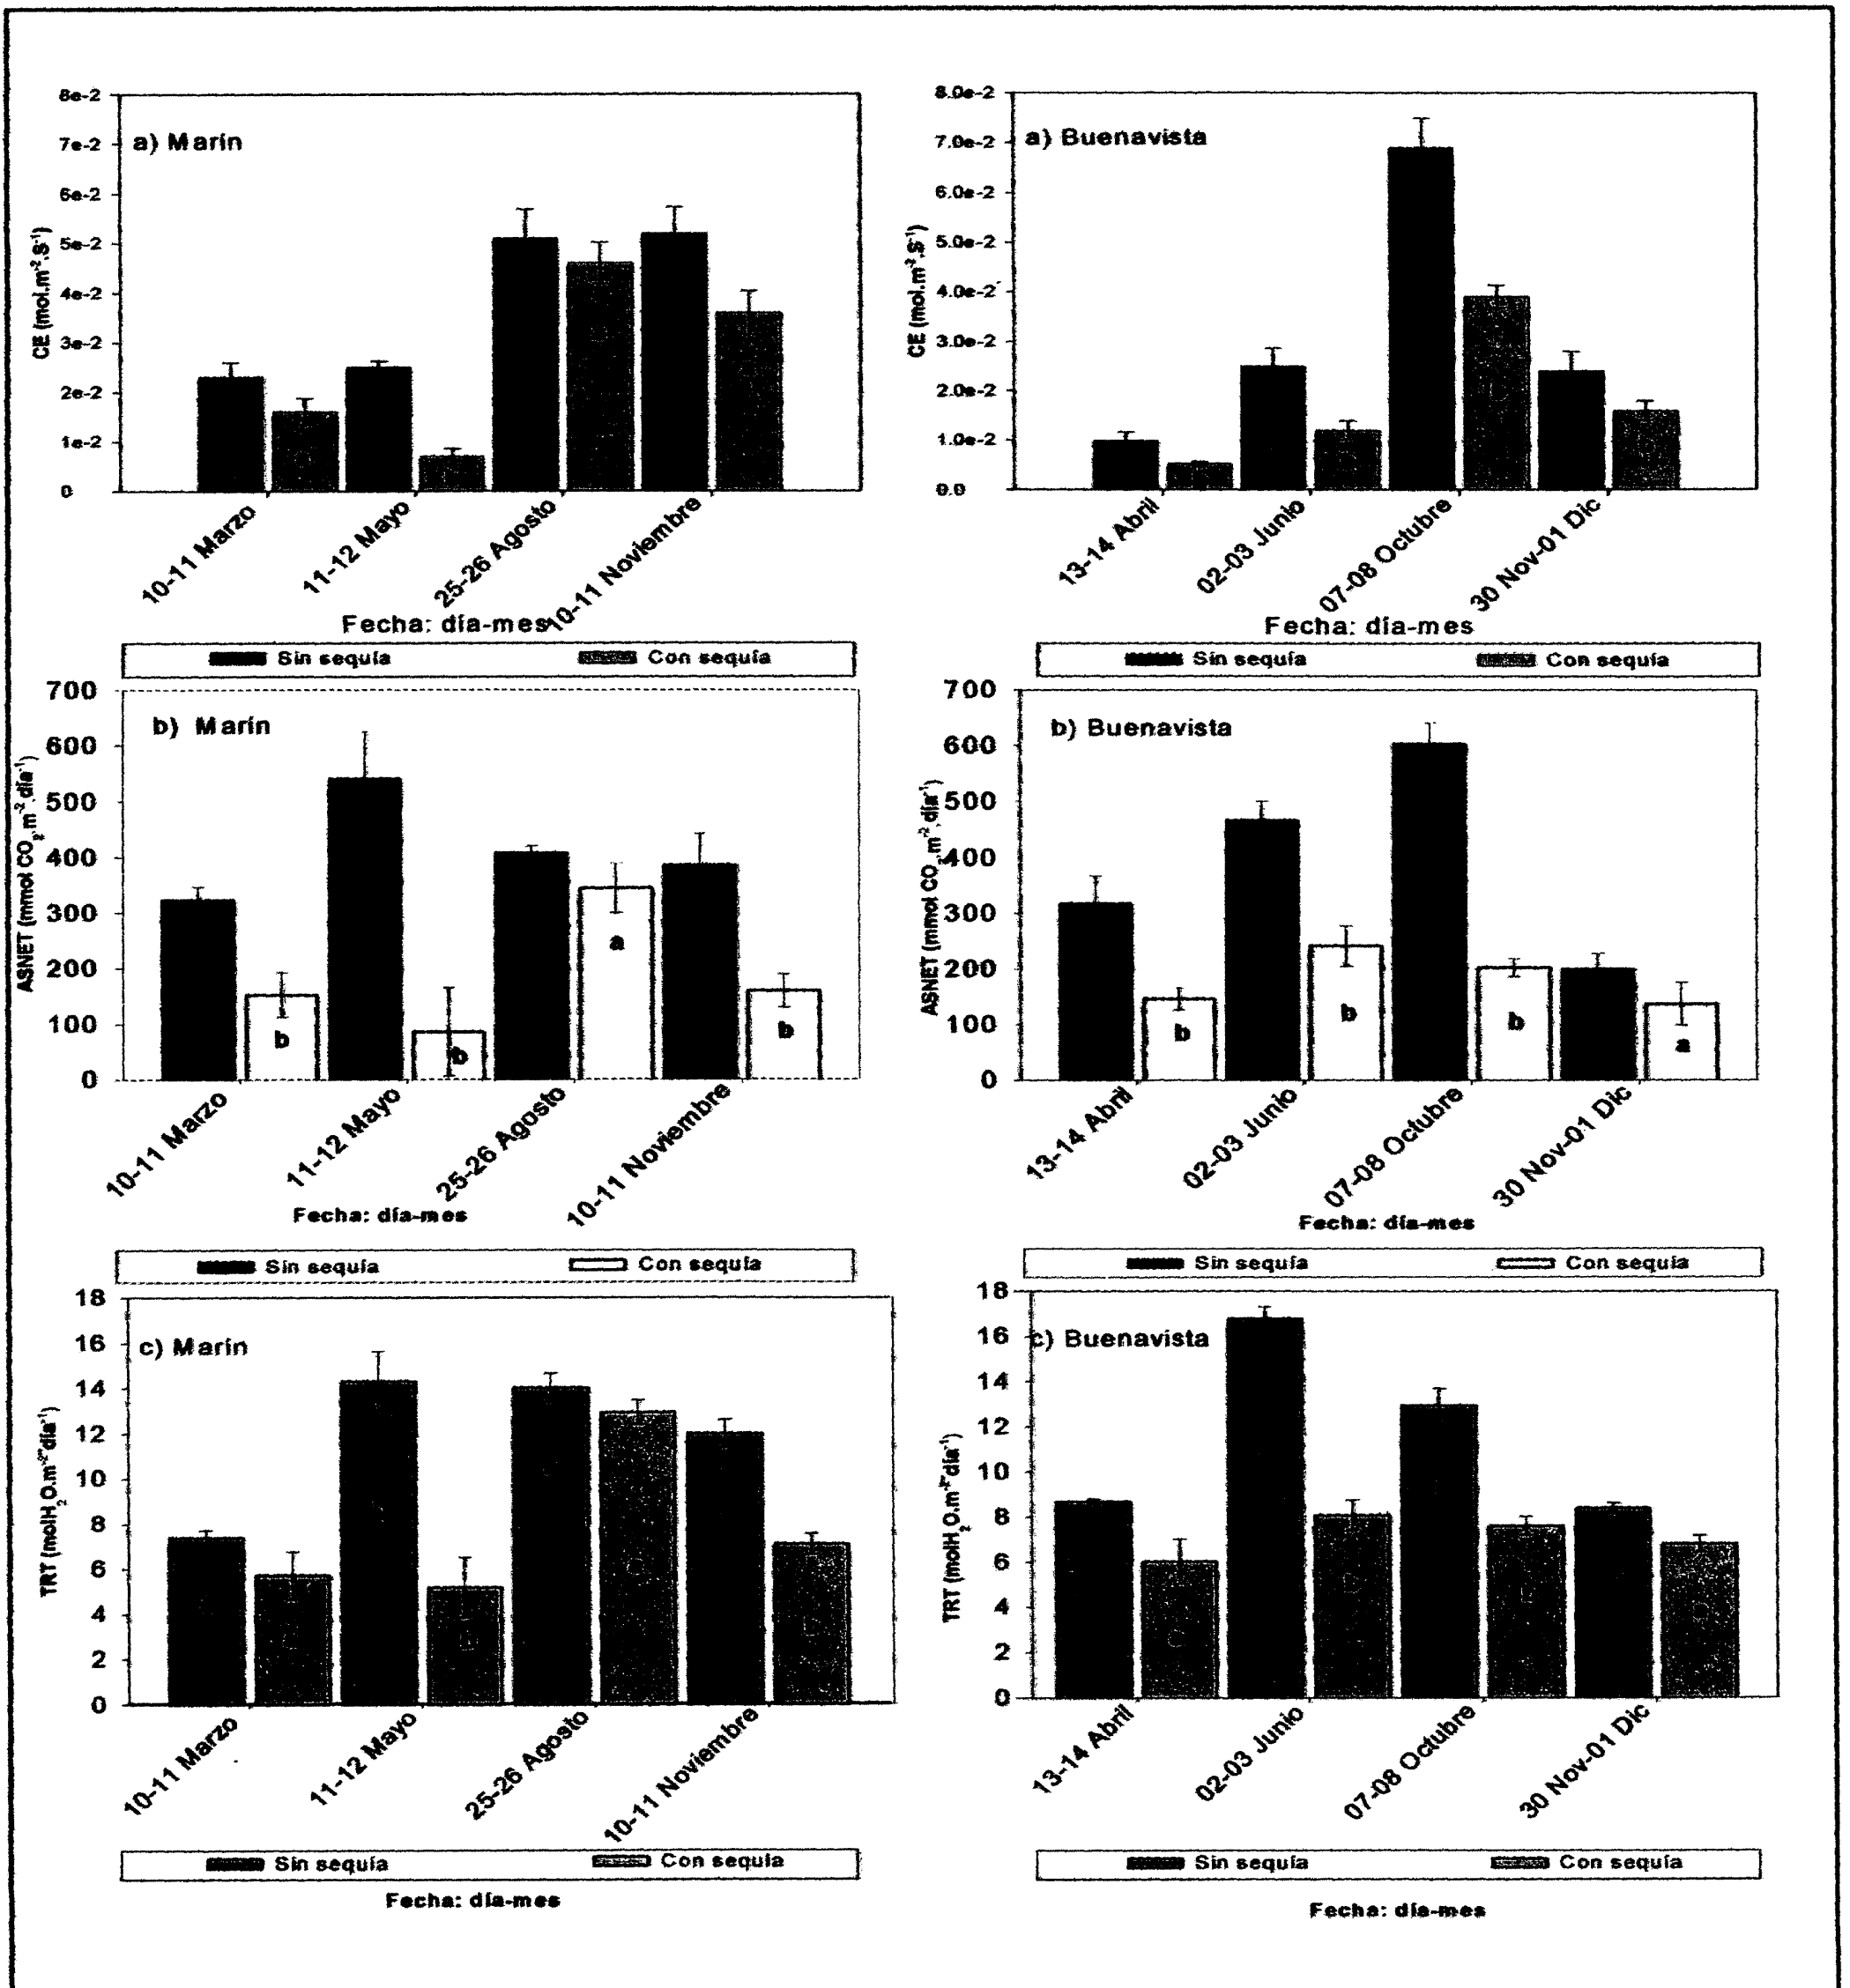 8e-2
7e-2
6e-2
5e-2
4e-2
3e-2
2e-2
1e-2
0
CE (mol.m-2.S-1)
a) Marín
10-11 Marzo
11-12 Mayo
25-26 Agosto
10-11 Noviembre
Fecha: día-mes
Sin sequía Con sequía
8.0e-2
7.0e-2
6.0e-2
5.0e-2
4.0e-2
3.0e-2
2.0e-2
1.0e-2
0.0
CE (mol.m-2.S-1)
a) Buenavista
13-14 Abril
02-03 Junio
07-08 Octubre
30 Nov-01 Dic
Fecha: día-mes
Sin sequía Con sequía
700
600
500
400
300
200
100
0
ASNET (mmol CO2.m-2.día-1)
b) Marín
b
b
a
b
10-11 Marzo
11-12 Mayo
25-26 Agosto
10-11 Noviembre
Fecha: día-mes
Sin sequía Con sequía
700
600
500
400
300
200
100
0
ASNET (mmol CO2.m-2.día-1)
b) Buenavista
b
b
b
a
13-14 Abril
02-03 Junio
07-08 Octubre
30 Nov-01 Dic
Fecha: día-mes
Sin sequía Con sequía
18
16
14
12
10
8
6
4
2
0
TRT (molH2O.m-2*día-1)
c) Marín
10-11 Marzo
11-12 Mayo
25-26 Agosto
10-11 Noviembre
Sin sequía Con sequía
Fecha: día-mes
18
16
14
12
10
8
6
4
2
0
TRT (molH2O.m-2*día-1)
c) Buenavista
13-14 Abril
02-03 Junio
07-08 Octubre
30 Nov-01 Dic
Sin sequía Con sequía
Fecha: día-mes